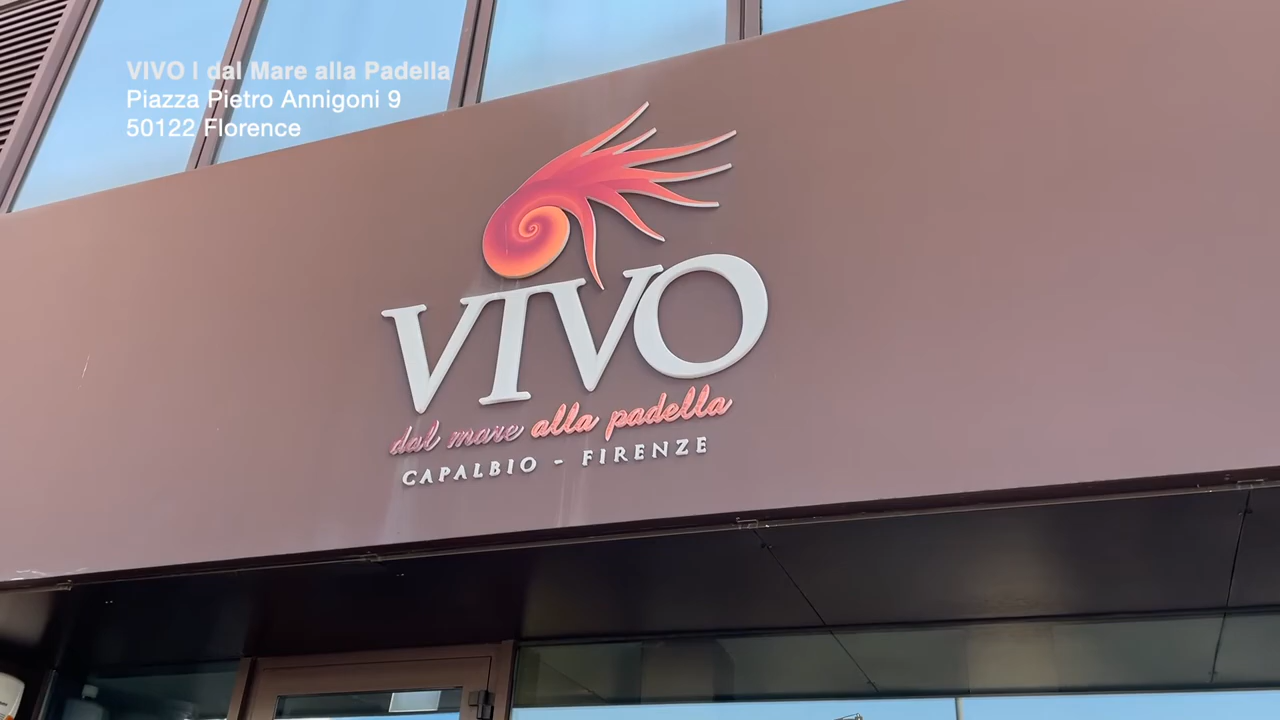 VIVO I dal Mare alla Padella
Piazza Pietro Annigoni 9
50122 Florence
VIVO
dal mare alla padella
CAPALBIO - FIRENZE